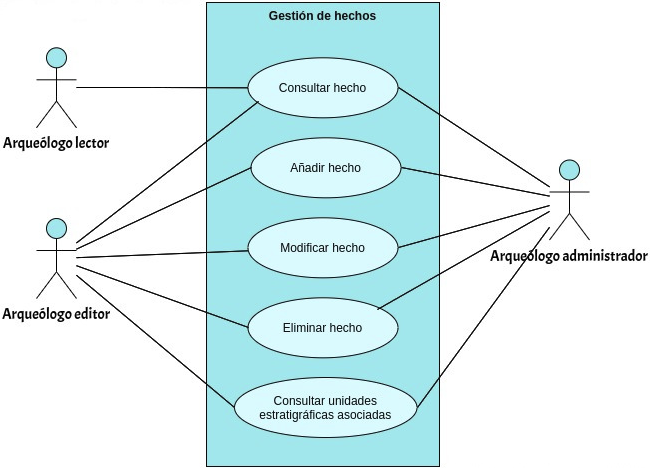 Gestión de hechos
Consultar hecho
Arqueólogo lector
Añadir hecho
Modificar hecho
Arqueólogo administrador
Arqueólogo editor
Eliminar hecho
Consultar unidades
estratigráficas asociadas